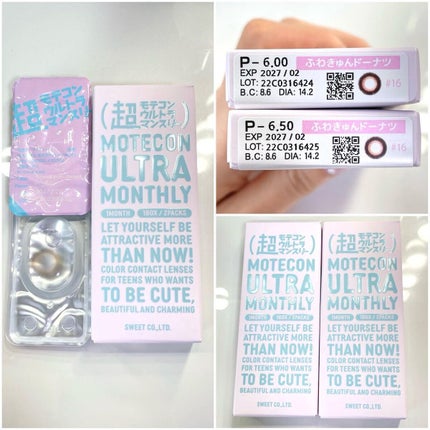 超
モテコン
ウルトラ
マンスリー
(超
モテコン
ウルトラ
マンスリー)
MOTECON
ULTRA
MONTHLY
1MONTH 1BOX/2PACKS
LET YOURSELF BE
ATTRACTIVE MORE
THAN NOW!
COLOR CONTACT LENSES
FOR TEENS WHO WANTS
TO BE CUTE,
BEAUTIFUL AND CHARMING
SWEET CO.,LTD.
P- 6.00 ふわきゅんドーナツ
EXP 2027 / 02
LOT: 22C0316424
B.C: 8.6 DIA: 14.2
#16
P- 6.50 ふわきゅんドーナツ
EXP 2027 / 02
LOT: 22C0316425
B.C: 8.6 DIA: 14.2
#16
(超
モテコン
ウルトラ
マンスリー)
MOTECON
ULTRA
MONTHLY
1MONTH 1BOX/2PACKS
LET YOURSELF BE
ATTRACTIVE MORE
THAN NOW!
COLOR CONTACT LENSES
FOR TEENS WHO WANTS
TO BE CUTE,
BEAUTIFUL AND CHARMING
SWEET CO.,LTD.
(超
モテコン
ウルトラ
マンスリー)
MOTECON
ULTRA
MONTHLY
1MONTH 1BOX/2PACKS
LET YOURSELF BE
ATTRACTIVE MORE
THAN NOW!
COLOR CONTACT LENSES
FOR TEENS WHO WANTS
TO BE CUTE,
BEAUTIFUL AND CHARMING
SWEET CO.,LTD.